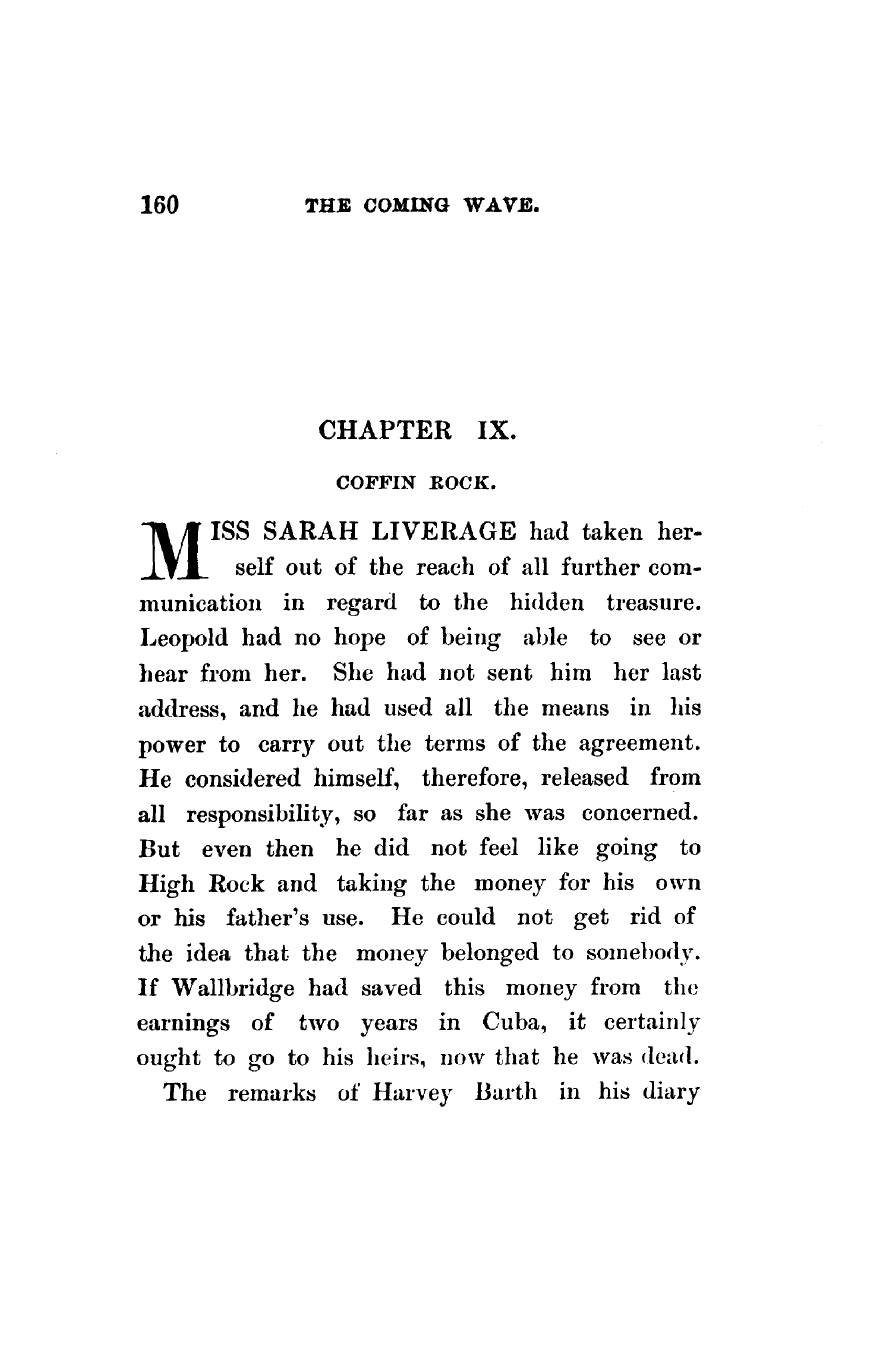 160 THE COMING WAVE.
CHAPTER IX.
COFFIN ROCK.
MISS SARAH LIVERAGE had taken her-
self out of the reach of all further com-
munication in regard to the hidden treasure.
Leopold had no hope of being able to see or
hear from her. She had not sent him her last
address, and he had used all the means in his
power to carry out the terms of the agreement.
He considered himself, therefore, released from
all responsibility, so far as she was concerned.
But even then he did not feel like going to
High Rock and taking the money for his own
or his father's use. He could not get rid of
the idea that the money belonged to somebody.
If Wallbridge had saved this money from the
earnings of two years in Cuba, it certainly
ought to go to his heirs, now that he was dead.
The remarks of Harvey Barth in his diary